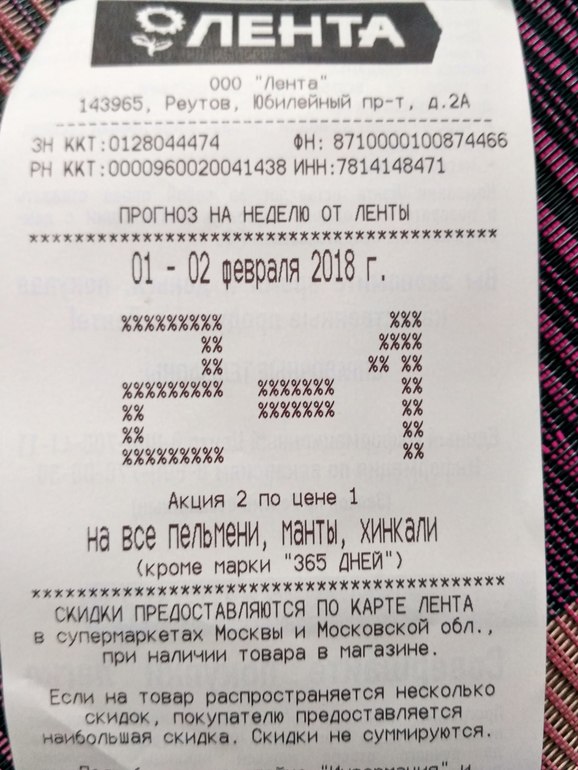 ЛЕНТА
ООО "Лента"
143965, Реутов, Юбилейный пр-т, д.2А
ЗН ККТ:0128044474 ФН: 8710000100874466
РН ККТ:0000960020041438 ИНН:7814148471
ПРОГНОЗ НА НЕДЕЛЮ ОТ ЛЕНТЫ
************************************************
01 - 02 февраля 2018 г.
2=1
Акция 2 по цене 1
на все пельмени, манты, хинкали
(кроме марки "365 ДНЕЙ")
************************************************
СКИДКИ ПРЕДОСТАВЛЯЮТСЯ ПО КАРТЕ ЛЕНТА
в супермаркетах Москвы и Московской обл.,
при наличии товара в магазине.
Если на товар распространяется несколько
скидок, покупателю предоставляется
наибольшая скидка. Скидки не суммируются.